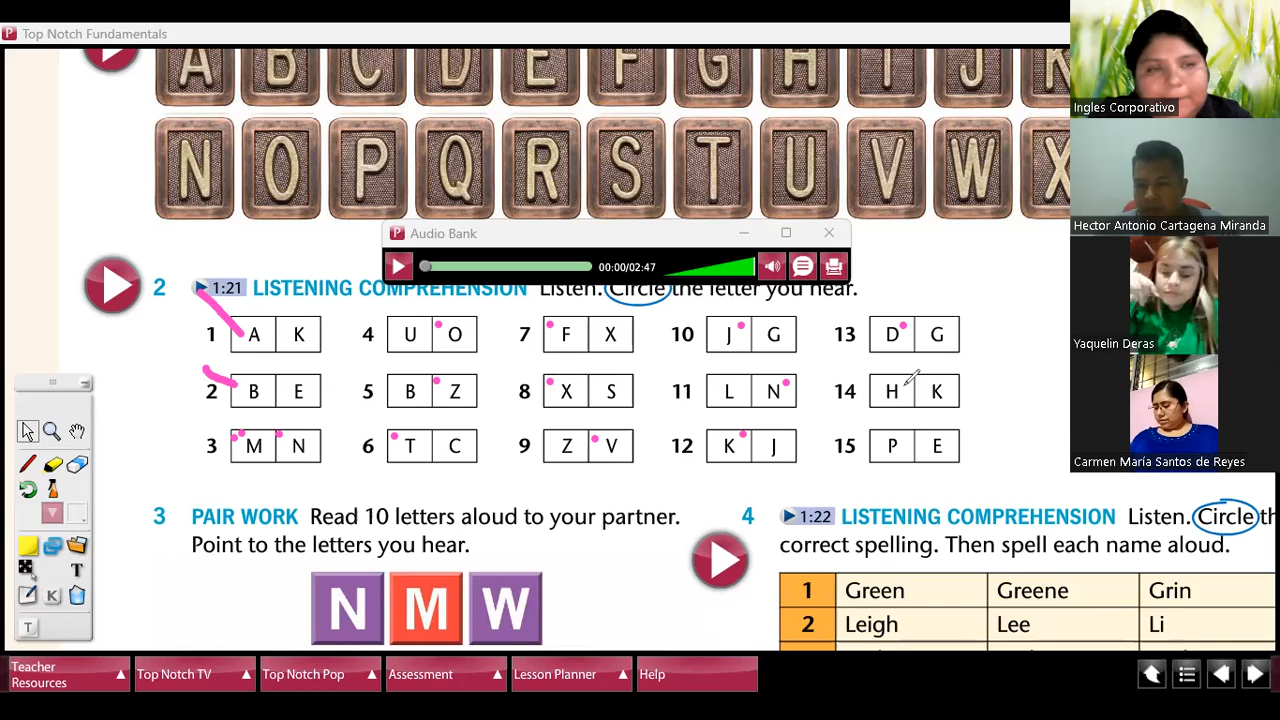 Top Notch Fundamentals
A B C D E F G H I J K
N O P Q R S T U V W X
Audio Bank
00:00/02:47
2 1:21 LISTENING COMPREHENSION Listen. Circle the letter you hear.
1 A K 4 U O 7 F X 10 J G 13 D G
2 B E 5 B Z 8 X S 11 L N 14 H K
3 M N 6 T C 9 Z V 12 K J 15 P E
3 PAIR WORK Read 10 letters aloud to your partner.
Point to the letters you hear.
N M W
4 1:22 LISTENING COMPREHENSION Listen. Circle th
correct spelling. Then spell each name aloud.
1 Green Greene Grin
2 Leigh Lee Li
T
K
T
Teacher
Resources
Top Notch TV
Top Notch Pop
Assessment
Lesson Planner
Help
Ingles Corporativo
Hector Antonio Cartagena Miranda
Yaquelin Deras
Carmen María Santos de Reyes